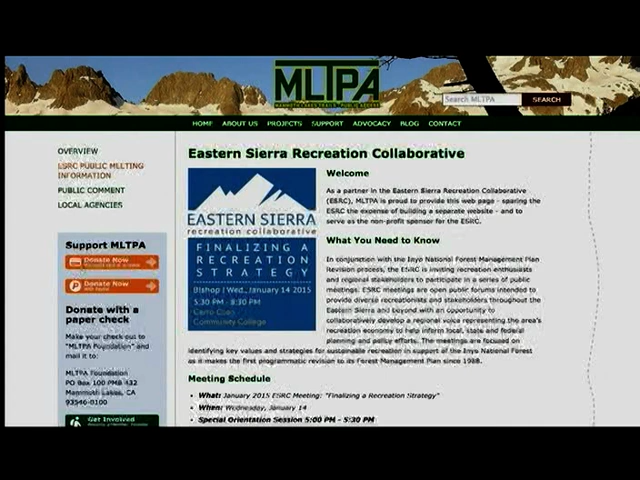 MLTPA
MAMMOTH LAKES TRAILS + PUBLIC ACCESS
Search MLTPA
SEARCH
HOME ABOUT US PROJECTS SUPPORT ADVOCACY BLOG CONTACT
OVERVIEW
ESRC PUBLIC MEETING
INFORMATION
PUBLIC COMMENT
LOCAL AGENCIES
Support MLTPA
Donate Now
Donate Now
Donate with a
paper check
Make your check out to
"MLTPA Foundation" and
mail it to:
MLTPA Foundation
PO Box 100 PMB 432
Mammoth Lakes, CA
93546-0100
Get Involved
Eastern Sierra Recreation Collaborative
EASTERN SIERRA
recreation collaborative
FINALIZING A
RECREATION
STRATEGY
Bishop | Wed., January 14 2015
5:30 PM - 8:30 PM
Cerro Coso
Community College
Welcome
As a partner in the Eastern Sierra Recreation Collaborative
(ESRC), MLTPA is proud to provide this web page - sparing the
ESRC the expense of building a separate website - and to
serve as the non-profit sponsor for the ESRC.
What You Need to Know
In conjunction with the Inyo National Forest Management Plan
Revision process, the ESRC is inviting recreation enthusiasts
and regional stakeholders to participate in a series of public
meetings. ESRC meetings are open public forums intended to
provide diverse recreationists and stakeholders throughout the
Eastern Sierra and beyond with an opportunity to
collaboratively develop a regional voice representing the area's
recreation economy to help inform local, state and federal
planning and policy efforts. The meetings are focused on
identifying key values and strategies for sustainable recreation in support of the Inyo National Forest
as it makes the first programmatic revision to its Forest Management Plan since 1988.
Meeting Schedule
• What: January 2015 ESRC Meeting: "Finalizing a Recreation Strategy"
• When: Wednesday, January 14
• Special Orientation Session 5:00 PM - 5:30 PM